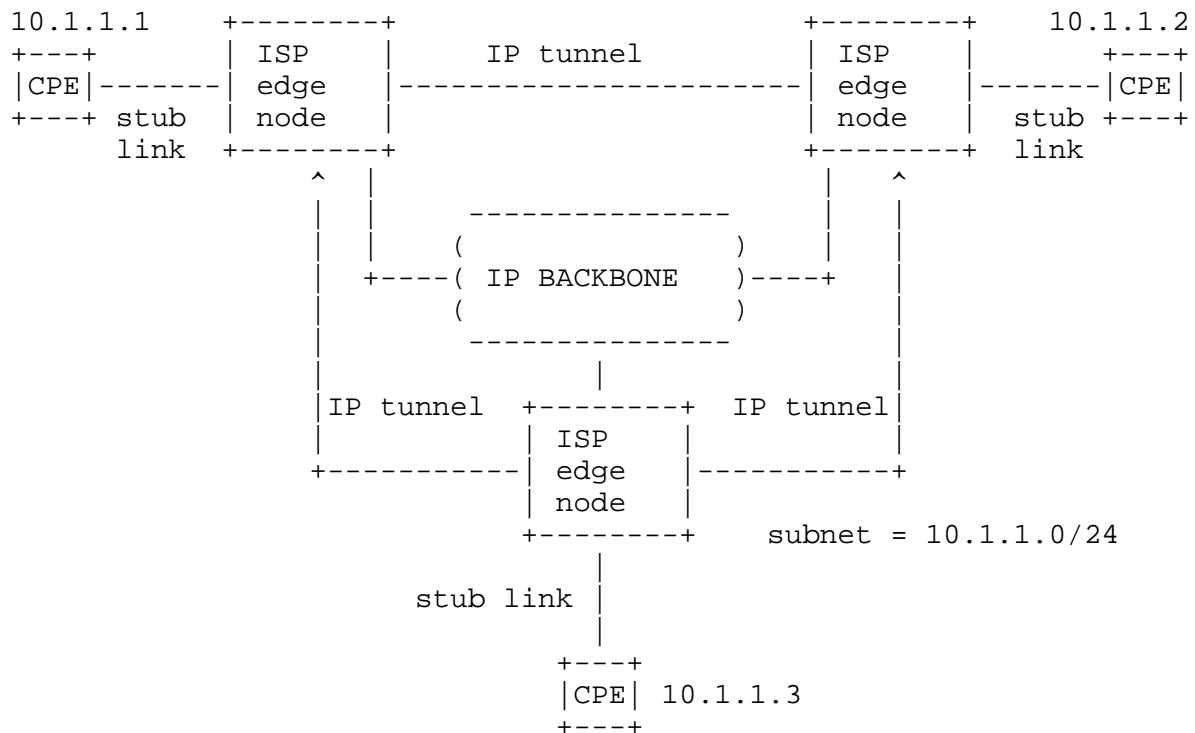 10.1.1.1 10.1.1.2
ISP IP tunnel ISP
CPE edge edge CPE
stub node node stub
link link
IP BACKBONE
IP tunnel IP tunnel
ISP
edge
node
subnet = 10.1.1.0/24
stub link
CPE 10.1.1.3